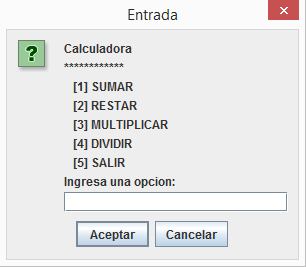 Entrada
x
?
Calculadora
************
[1] SUMAR
[2] RESTAR
[3] MULTIPLICAR
[4] DIVIDIR
[5] SALIR
Ingresa una opcion:
Aceptar Cancelar